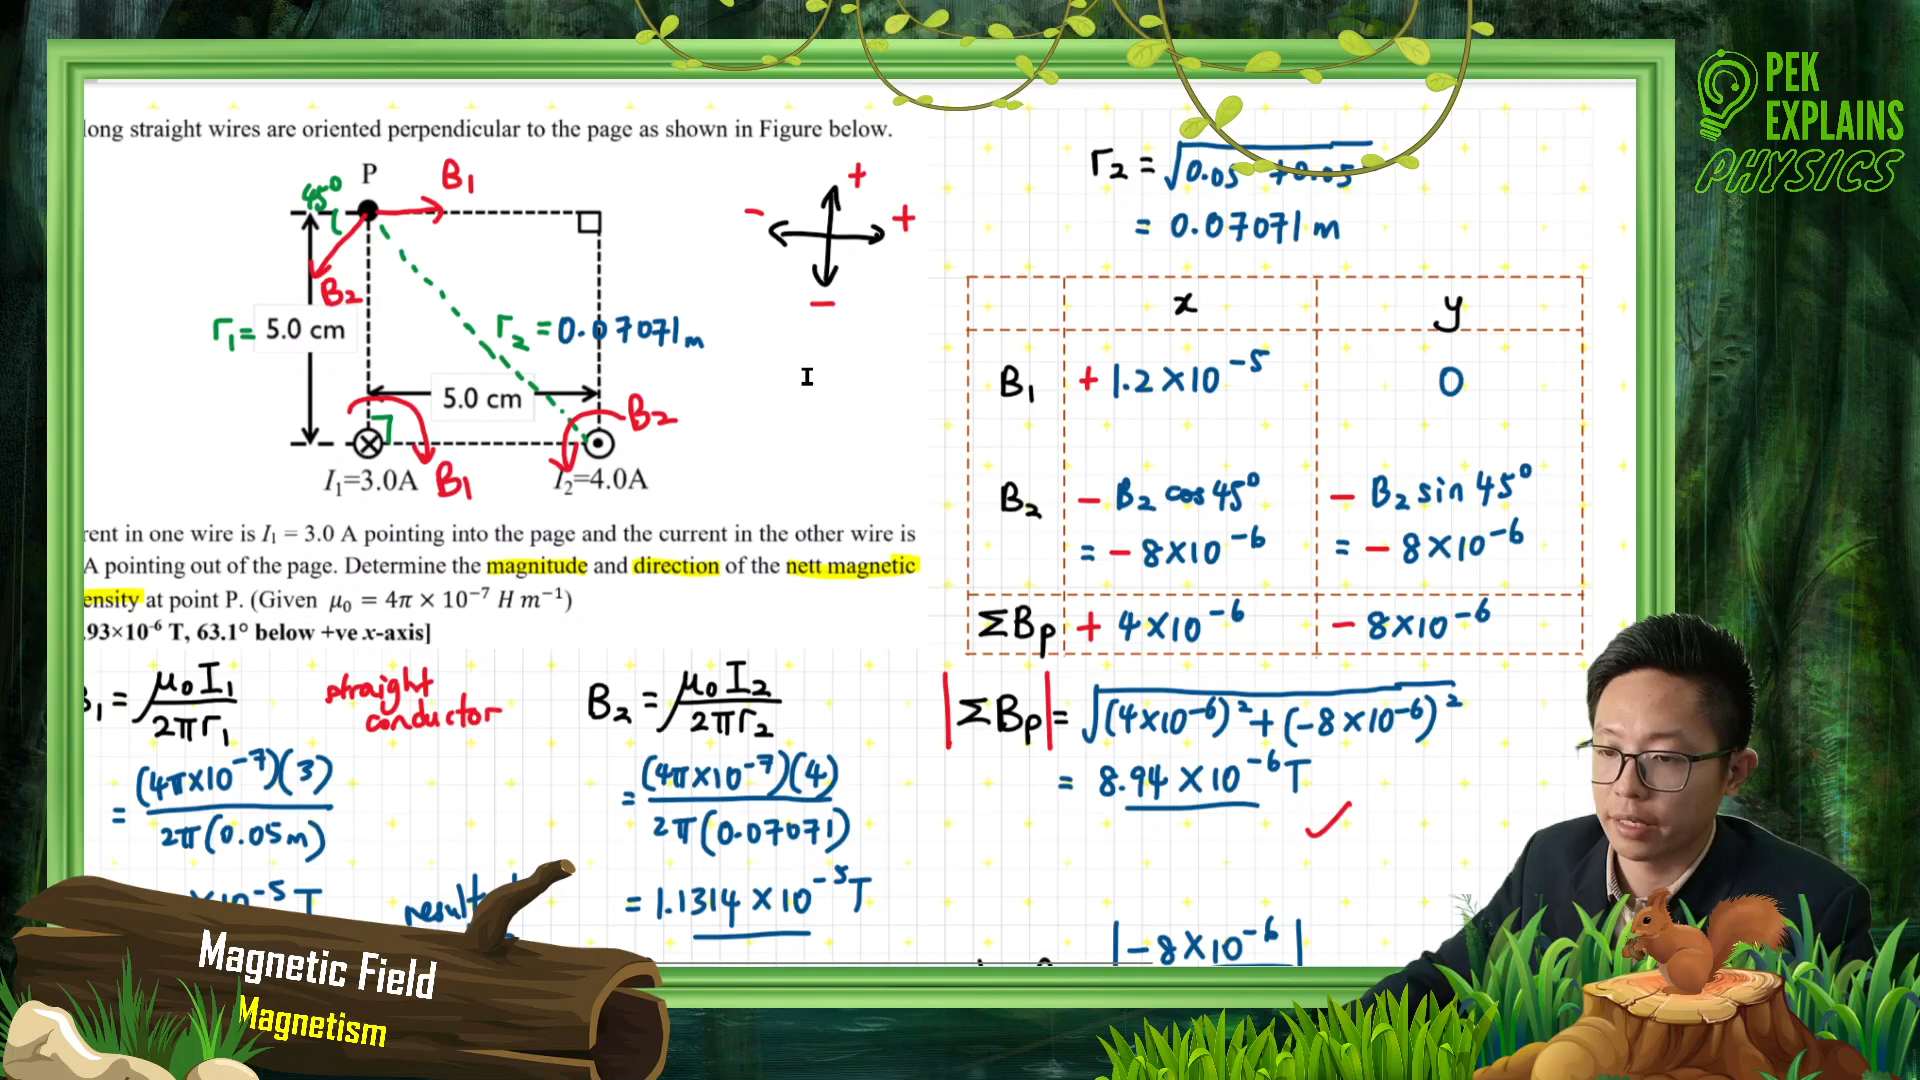 PEK
EXPLAINS
PHYSICS
long straight wires are oriented perpendicular to the page as shown in Figure below.
P
45°
B₁
B₂
r₁ = 5.0 cm
r₂ = 0.07071 m
5.0 cm
B₂
I₁=3.0A
B₁
I₂=4.0A
+
- +
-
rent in one wire is I₁ = 3.0 A pointing into the page and the current in the other wire is
A pointing out of the page. Determine the magnitude and direction of the nett magnetic
ensity at point P. (Given μ₀ = 4π × 10⁻⁷ H m⁻¹)
.93×10⁻⁶ T, 63.1° below +ve x-axis]
B₁ = μ₀I₁ / 2πr₁
straight
conductor
= (4π×10⁻⁷)(3) / 2π(0.05m)
×10⁻⁵ T
B₂ = μ₀I₂ / 2πr₂
= (4π×10⁻⁷)(4) / 2π(0.07071)
= 1.1314 × 10⁻⁵ T
r₂ = √0.05 + 0.05
= 0.07071 m
x y
B₁ + 1.2×10⁻⁵ 0
B₂ - B₂ cos 45° - B₂ sin 45°
= - 8×10⁻⁶ = - 8×10⁻⁶
ΣBp + 4×10⁻⁶ - 8×10⁻⁶
|ΣBp| = √(4×10⁻⁶)² + (-8×10⁻⁶)²
= 8.94 × 10⁻⁶ T
|-8×10⁻⁶|
Magnetic Field
Magnetism